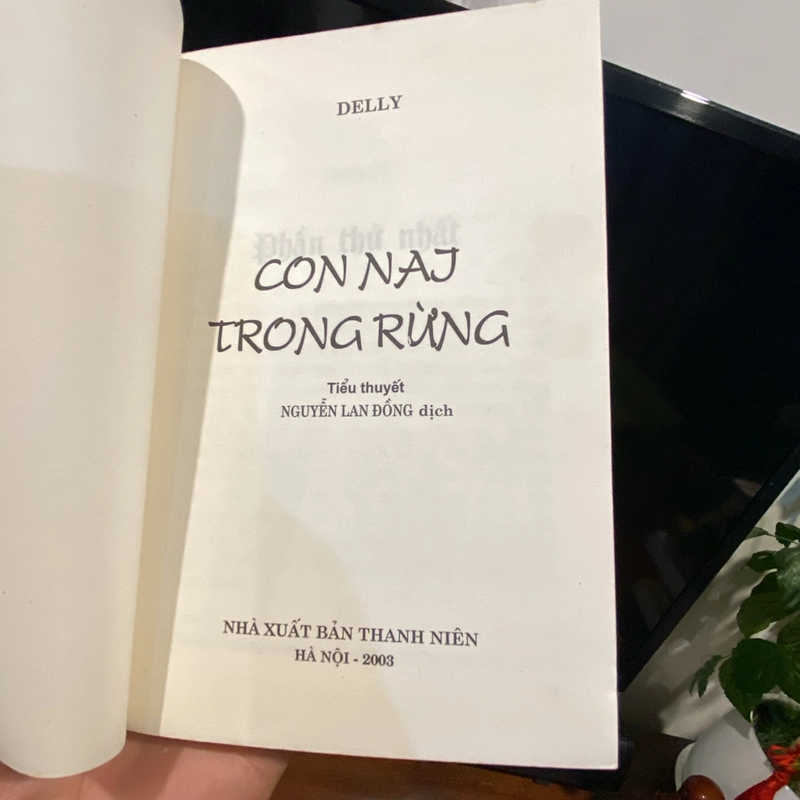 DELLY
Phần thứ nhất
CON NAI
TRONG RỪNG
Tiểu thuyết
NGUYỄN LAN ĐỒNG dịch
NHÀ XUẤT BẢN THANH NIÊN
HÀ NỘI - 2003